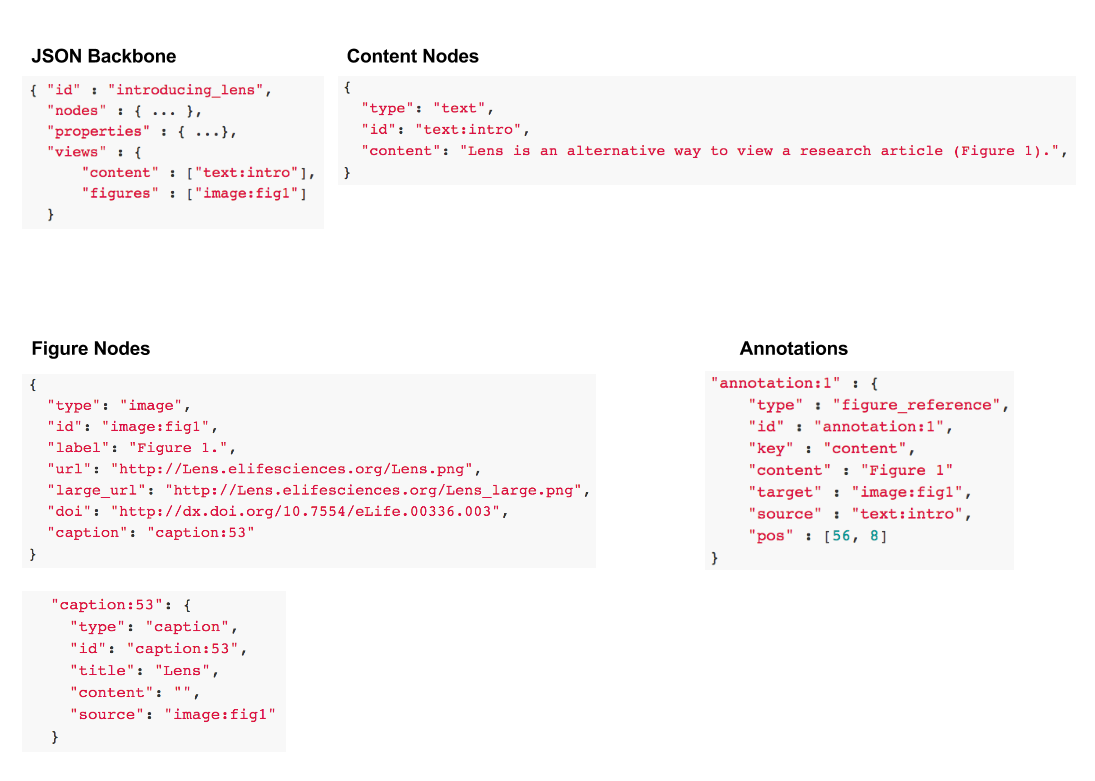 JSON Backbone
{ "id" : "introducing_lens",
"nodes" : { ... },
"properties" : { ...},
"views" : {
"content" : ["text:intro"],
"figures" : ["image:fig1"]
}
Content Nodes
{
"type": "text",
"id": "text:intro",
"content": "Lens is an alternative way to view a research article (Figure 1).",
}
Figure Nodes
{
"type": "image",
"id": "image:fig1",
"label": "Figure 1.",
"url": "http://Lens.elifesciences.org/Lens.png",
"large_url": "http://Lens.elifesciences.org/Lens_large.png",
"doi": "http://dx.doi.org/10.7554/eLife.00336.003",
"caption": "caption:53"
}
"caption:53": {
"type": "caption",
"id": "caption:53",
"title": "Lens",
"content": "",
"source": "image:fig1"
}
Annotations
"annotation:1" : {
"type" : "figure_reference",
"id" : "annotation:1",
"key" : "content",
"content" : "Figure 1"
"target" : "image:fig1",
"source" : "text:intro",
"pos" : [56, 8]
}